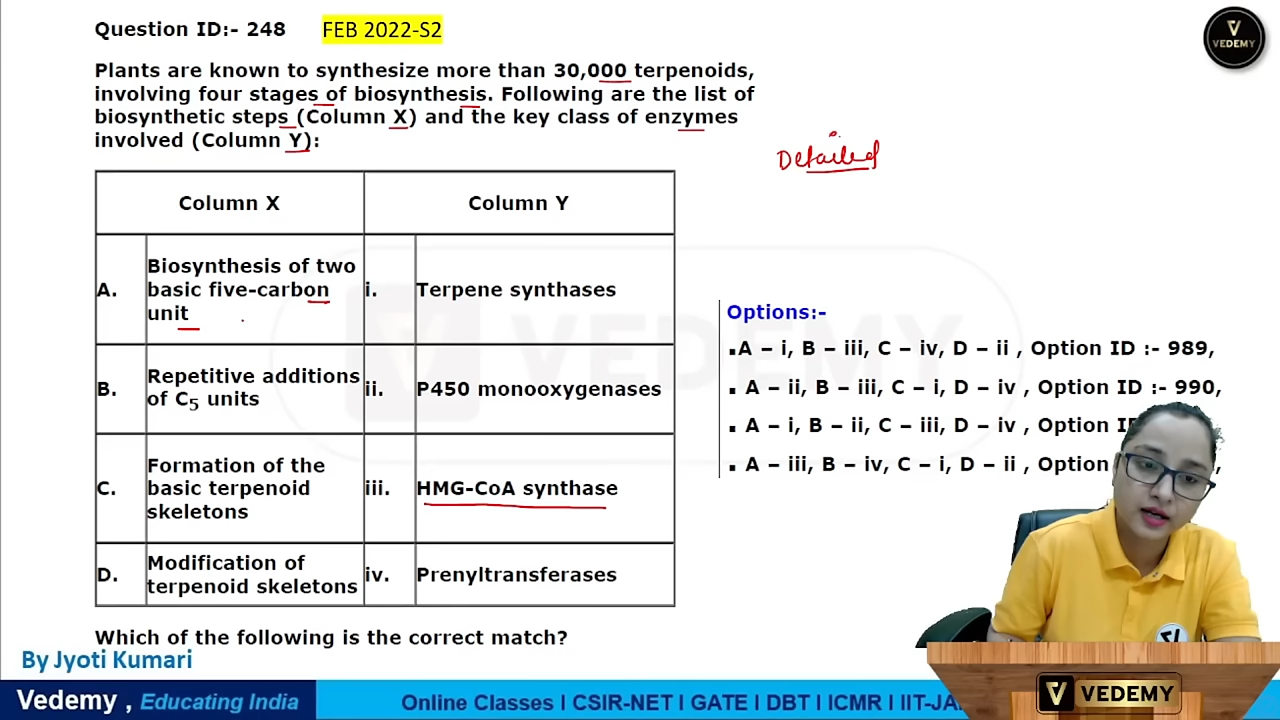 Question ID:- 248 FEB 2022-S2
VEDEMY
Plants are known to synthesize more than 30,000 terpenoids,
involving four stages of biosynthesis. Following are the list of
biosynthetic steps (Column X) and the key class of enzymes
involved (Column Y):
Detailed
Column X Column Y
A. Biosynthesis of two basic five-carbon unit i. Terpene synthases
B. Repetitive additions of C5 units ii. P450 monooxygenases
C. Formation of the basic terpenoid skeletons iii. HMG-CoA synthase
D. Modification of terpenoid skeletons iv. Prenyltransferases
VEDEMY
Options:-
.A – i, B – iii, C – iv, D – ii , Option ID :- 989,
. A – ii, B – iii, C – i, D – iv , Option ID :- 990,
. A – i, B – ii, C – iii, D – iv , Option
. A – iii, B – iv, C – i, D – ii , Option
Which of the following is the correct match?
By Jyoti Kumari
VEDEMY
Vedemy , Educating India Online Classes I CSIR-NET I GATE I DBT I ICMR I IIT-JA